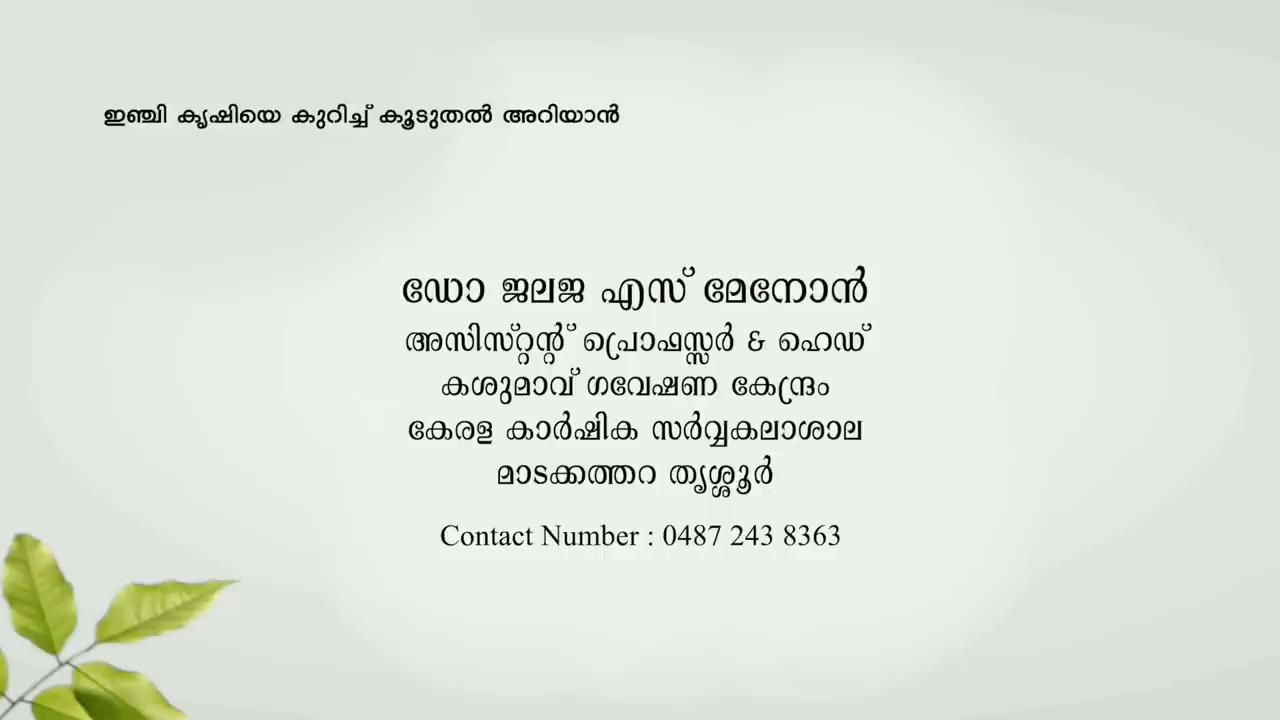 ഇഞ്ചി കൃഷിയെ കുറിച്ച് കൂടുതൽ അറിയാൻ
ഡോ ജലജ എസ് മേനോൻ
അസിസ്റ്റന്റ് പ്രൊഫസ്സർ & ഹെഡ്
കശുമാവ് ഗവേഷണ കേന്ദ്രം
കേരള കാർഷിക സർവ്വകലാശാല
മാടക്കത്തറ തൃശ്ശൂർ
Contact Number : 0487 243 8363